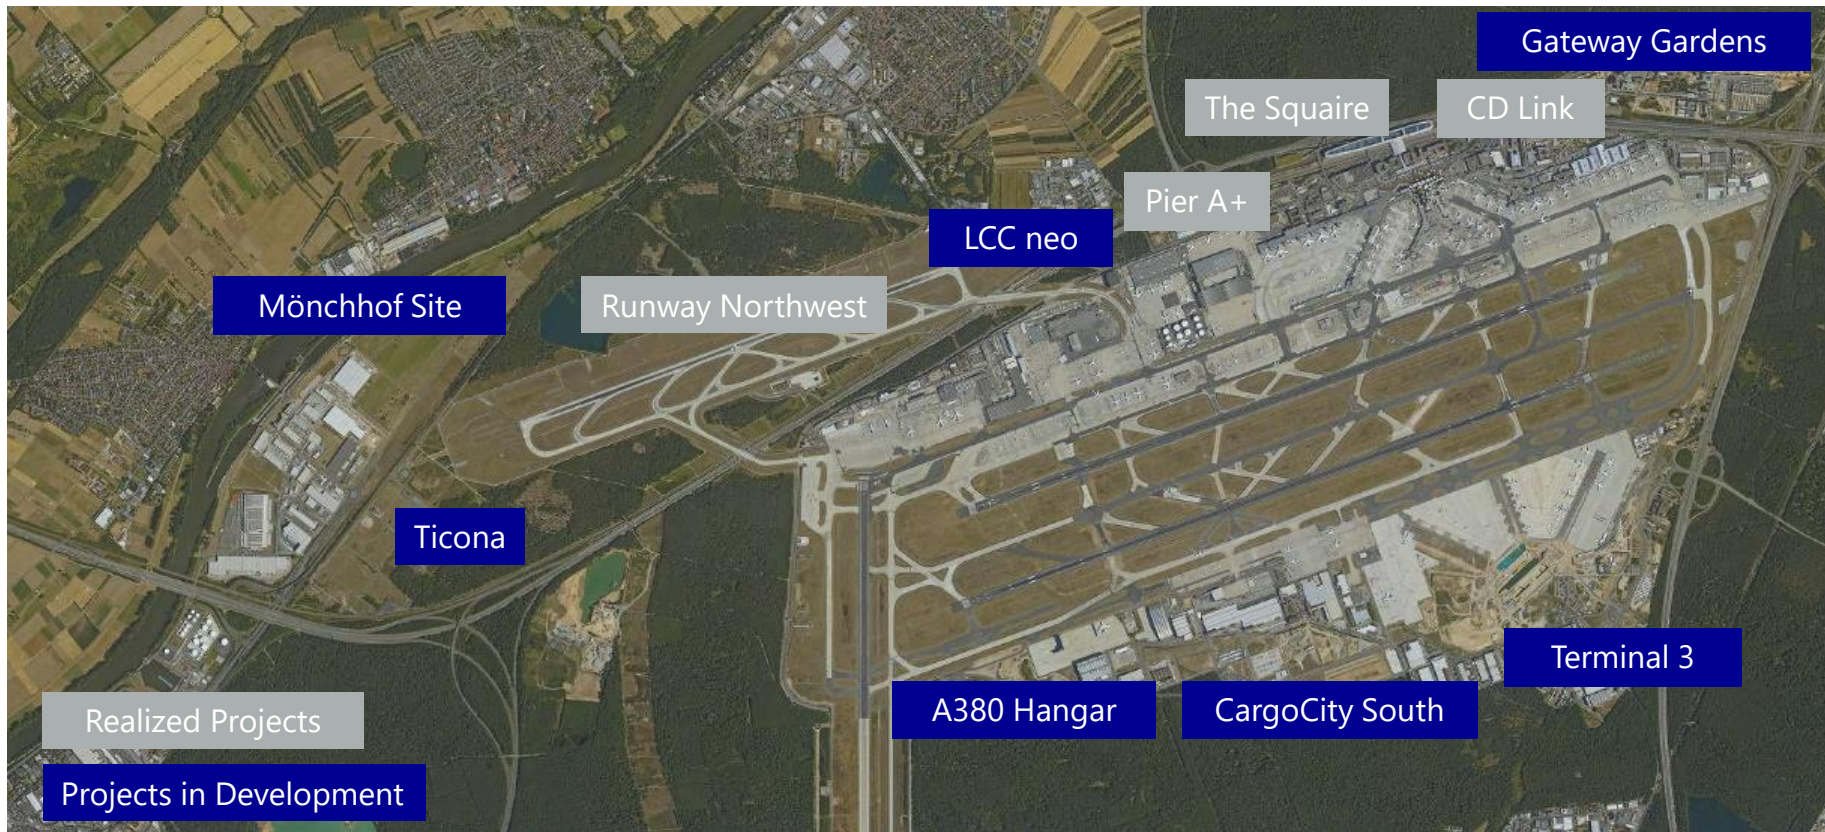 Gateway Gardens
The Squaire
CD Link
Pier A+
LCC neo
Mönchhof Site
Runway Northwest
Ticona
Terminal 3
A380 Hangar
CargoCity South
Realized Projects
Projects in Development